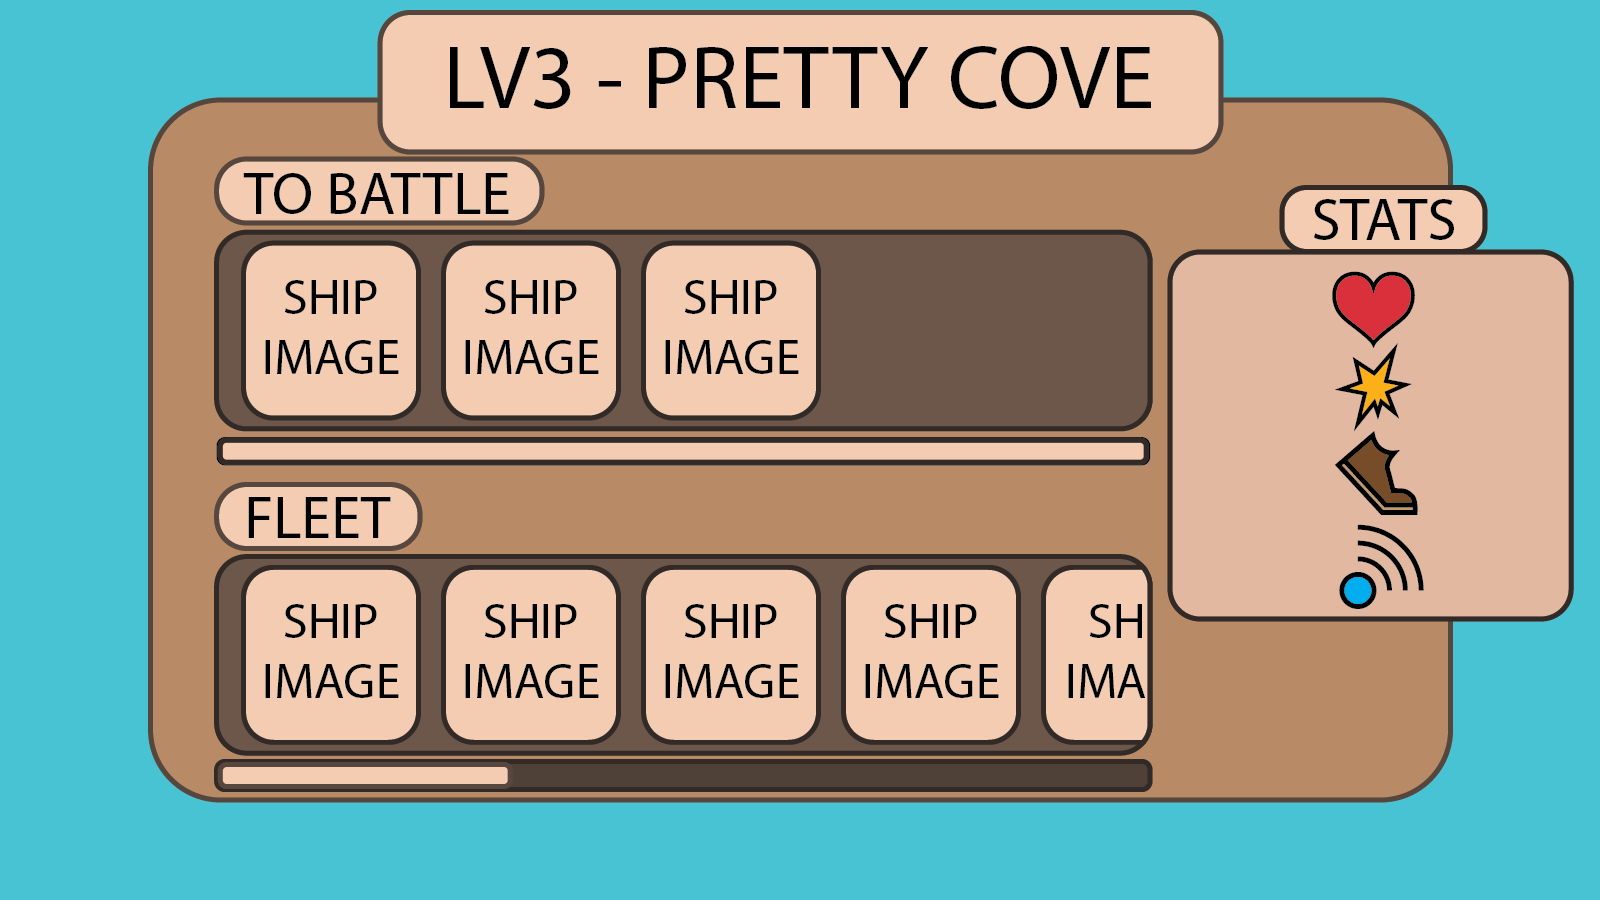 LV3 - PRETTY COVE
TO BATTLE
STATS
SHIP SHIP SHIP
IMAGE IMAGE IMAGE
FLEET
SHIP SHIP SHIP SHIP SH
IMAGE IMAGE IMAGE IMAGE IMA